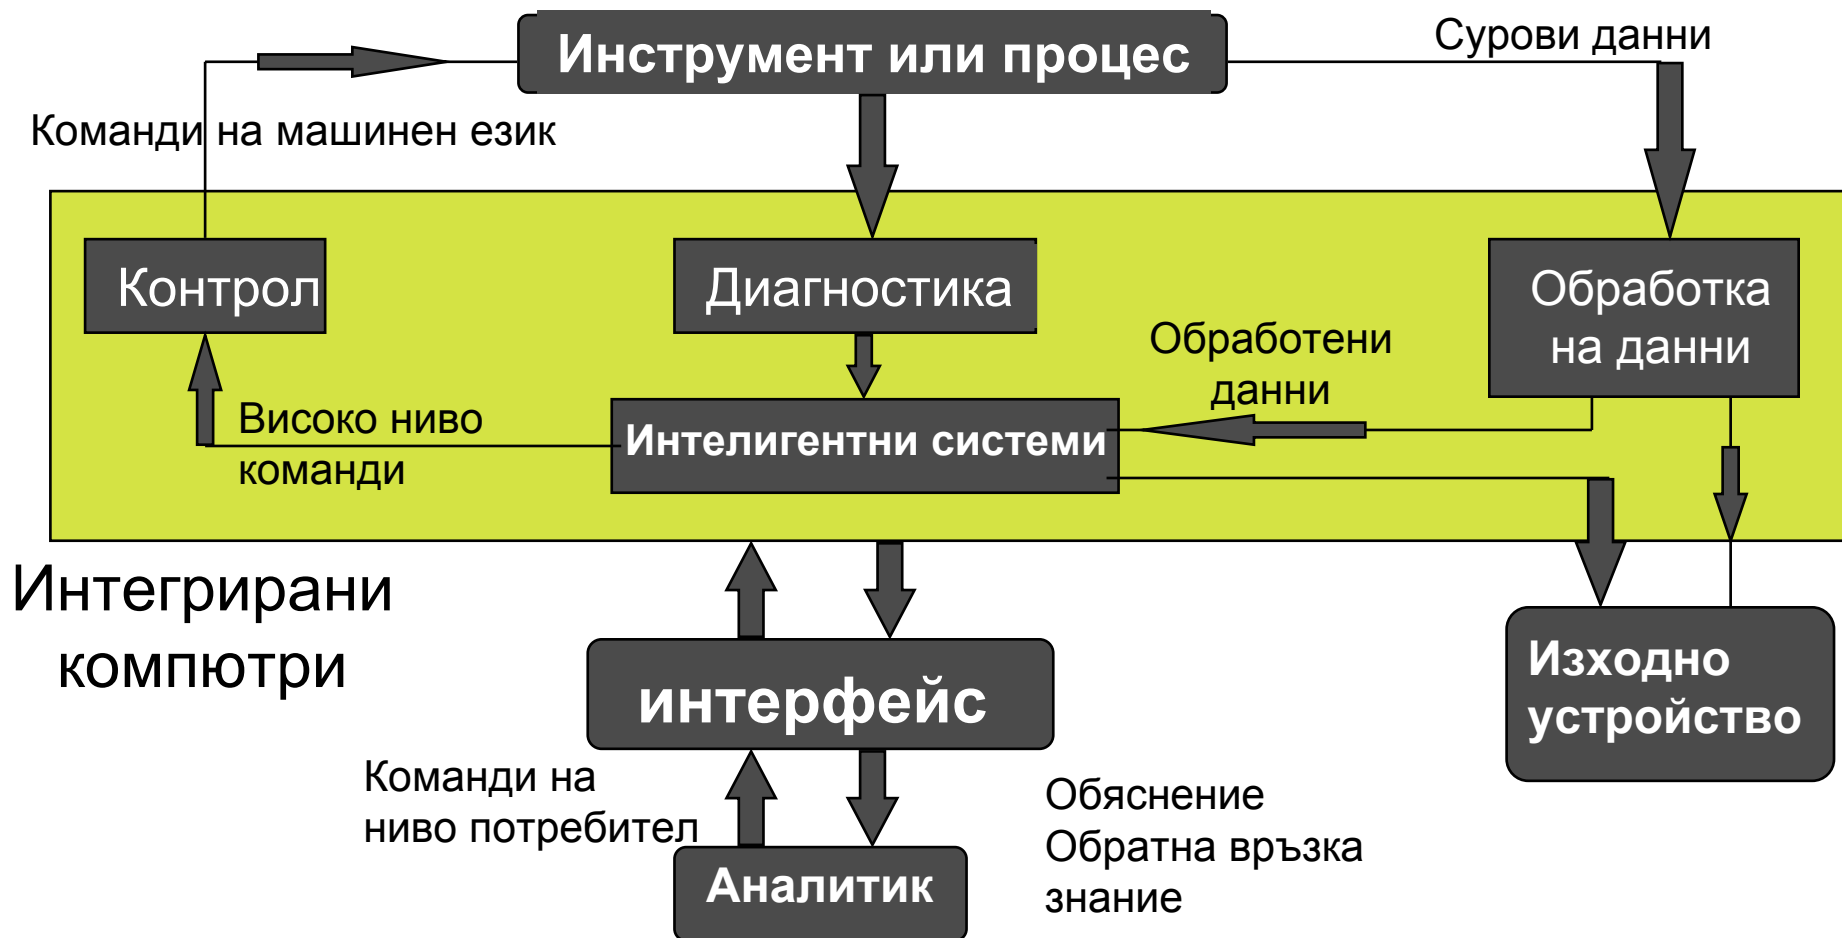 Инструмент или процес
Сурови данни
Команди на машинен език
Контрол
Диагностика
Обработка
на данни
Обработени
данни
Високо ниво
команди
Интелигентни системи
Интегрирани
компютри
интерфейс
Изходно
устройство
Команди на
ниво потребител
Обяснение
Обратна връзка
знание
Аналитик